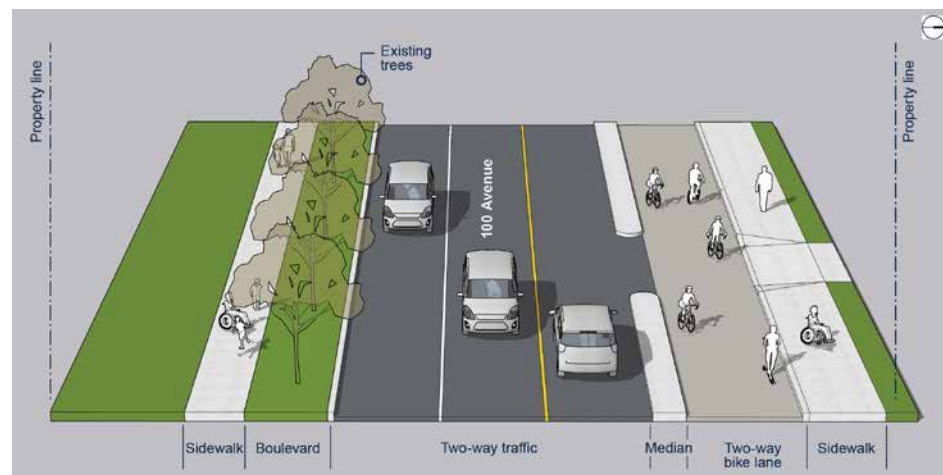 Existing
trees
Property line
Property line
100 Avenue
Sidewalk
Boulevard
Two-way traffic
Median
Two-way
bike lane
Sidewalk